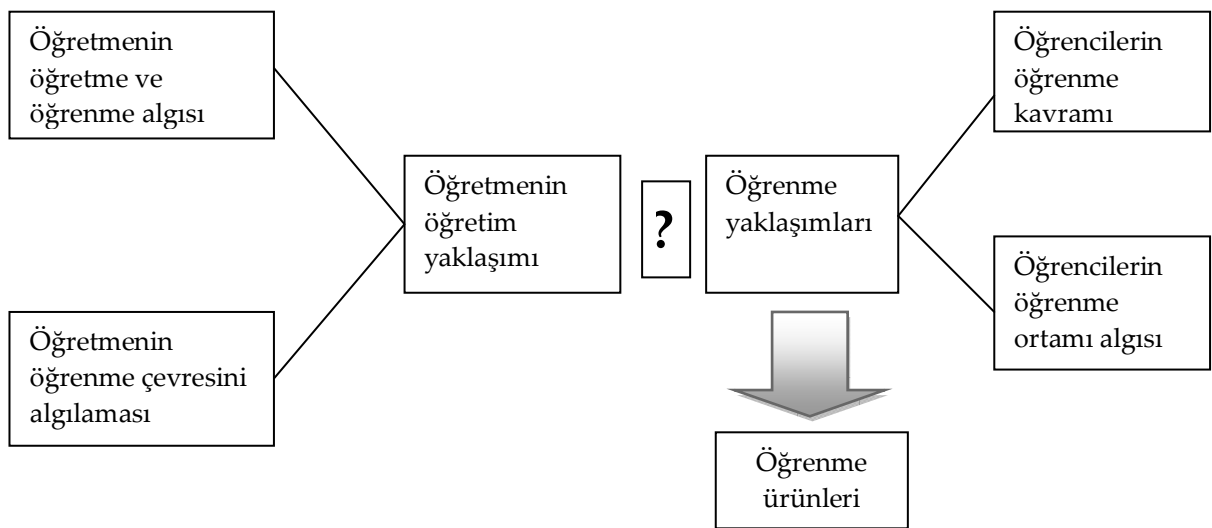 Öğretmenin
öğretme ve
öğrenme algısı
Öğretmenin
öğrenme çevresini
algılaması
Öğretmenin
öğretim
yaklaşımı
?
Öğrenme
yaklaşımları
Öğrencilerin
öğrenme
kavramı
Öğrencilerin
öğrenme
ortamı algısı
Öğrenme
ürünleri